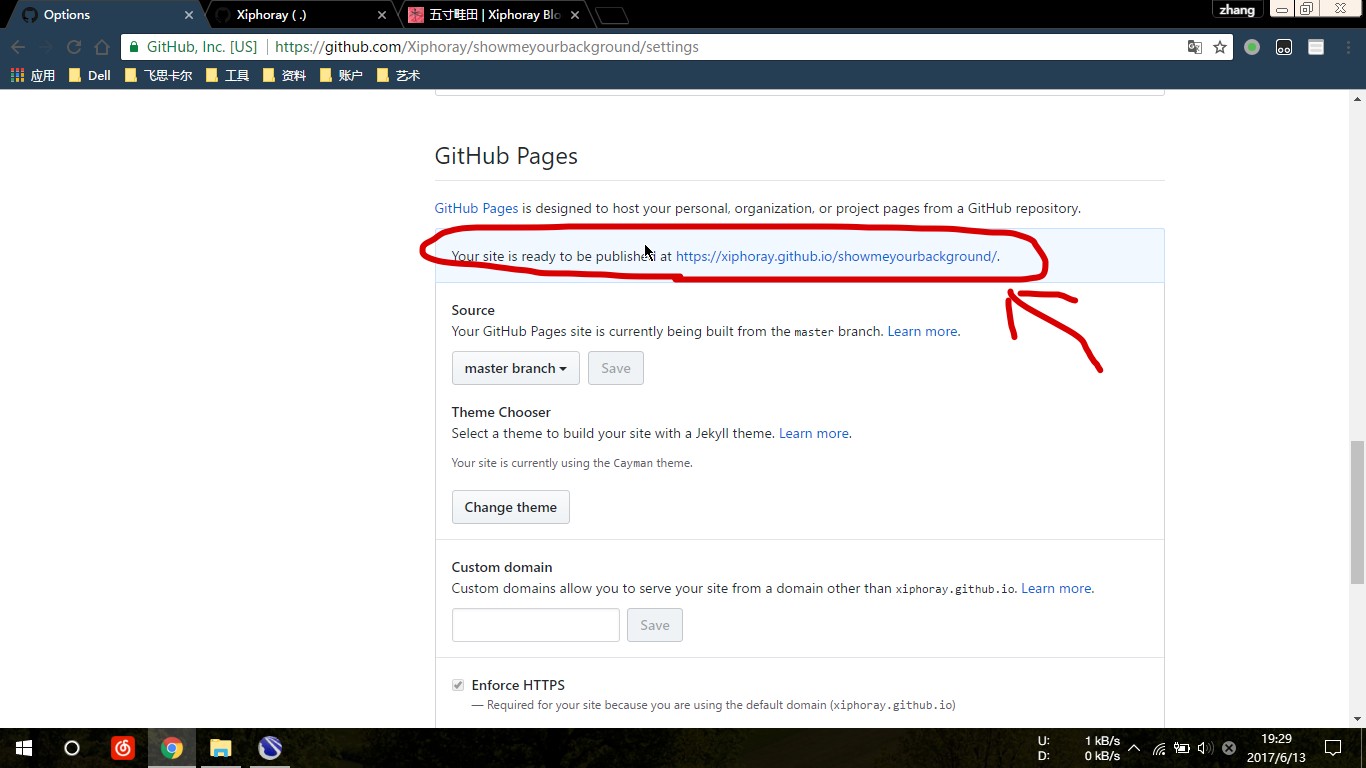 Options
Xiphoray ( .)
五寸畦田 | Xiphoray Blo
zhang
GitHub, Inc. [US] | https://github.com/Xiphoray/showmeyourbackground/settings
应用 Dell 飞思卡尔 工具 资料 账户 艺术
GitHub Pages
GitHub Pages is designed to host your personal, organization, or project pages from a GitHub repository.
Your site is ready to be published at https://xiphoray.github.io/showmeyourbackground/.
Source
Your GitHub Pages site is currently being built from the master branch. Learn more.
master branch Save
Theme Chooser
Select a theme to build your site with a Jekyll theme. Learn more.
Your site is currently using the Cayman theme.
Change theme
Custom domain
Custom domains allow you to serve your site from a domain other than xiphoray.github.io. Learn more.
Save
Enforce HTTPS
— Required for your site because you are using the default domain (xiphoray.github.io)
U: 1 kB/s
D: 0 kB/s
19:29
2017/6/13